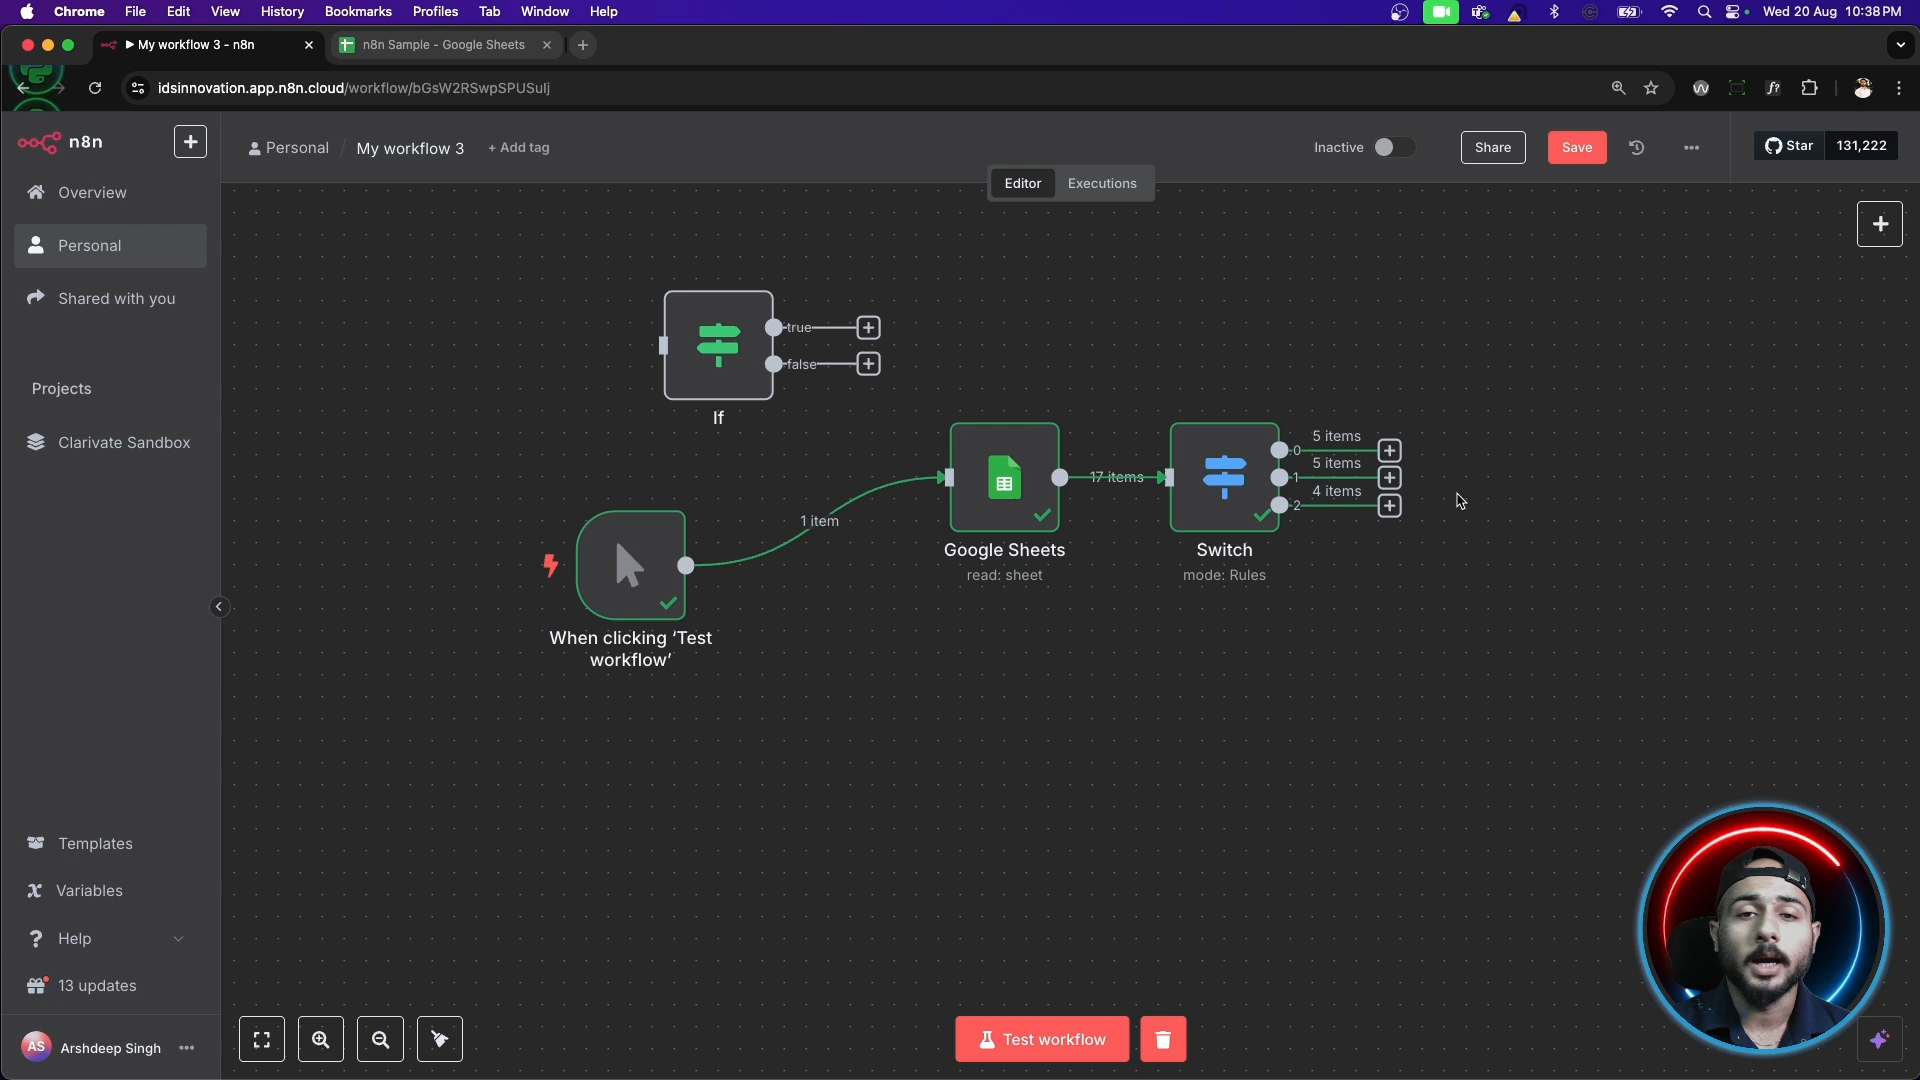 Chrome File Edit View History Bookmarks Profiles Tab Window Help
Wed 20 Aug 10:38 PM
My workflow 3 - n8n
n8n Sample - Google Sheets
idsinnovation.app.n8n.cloud/workflow/bGsW2RSwpSPUSulj
n8n
Personal / My workflow 3 + Add tag
Inactive
Share
Save
Star 131,222
Editor Executions
Overview
Personal
Shared with you
Projects
Clarivate Sandbox
true
false
If
1 item
17 items
5 items
0
5 items
1
4 items
2
Google Sheets
read: sheet
Switch
mode: Rules
When clicking ‘Test
workflow’
Templates
Variables
Help
13 updates
AS Arshdeep Singh
Test workflow